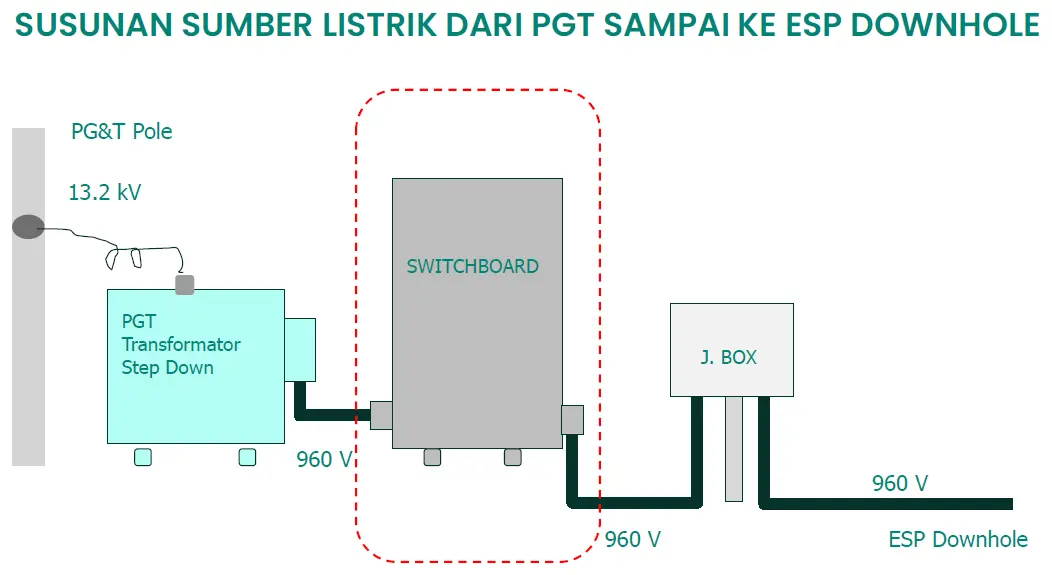 SUSUNAN SUMBER LISTRIK DARI PGT SAMPAI KE ESP DOWNHOLE
PG&T Pole
13.2 kV
PGT
Transformator
Step Down
960 V
SWITCHBOARD
960 V
J. BOX
960 V
ESP Downhole